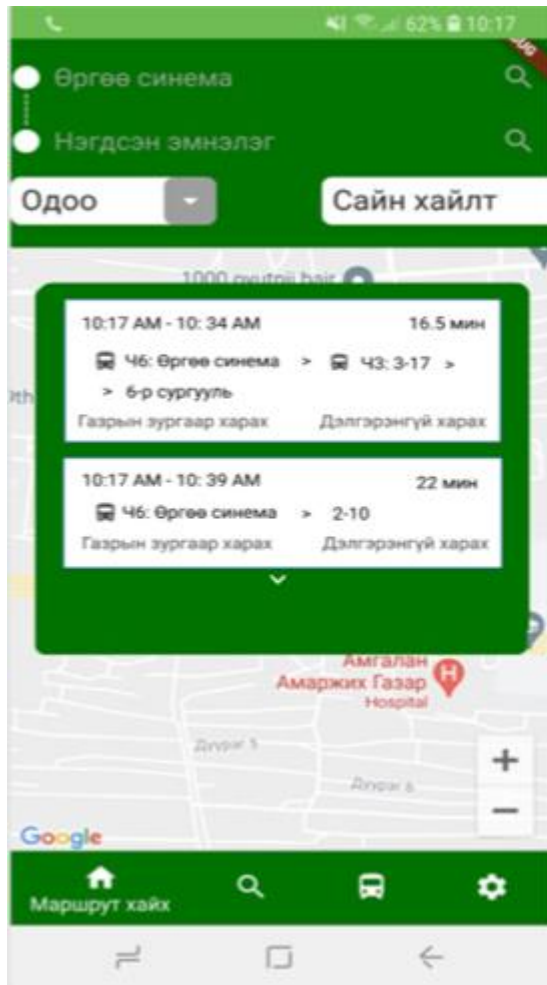 62% 10:17
Өргөө синема
Нэгдсэн эмнэлэг
Одоо
Сайн хайлт
1000 oyutnii bair
10:17 AM - 10: 34 AM 16.5 мин
Ч6: Өргөө синема > Ч3: 3-17 >
> 6-р сургууль
Газрын зургаар харах Дэлгэрэнгүй харах
10:17 AM - 10: 39 AM 22 мин
Ч6: Өргөө синема > 2-10
Газрын зургаар харах Дэлгэрэнгүй харах
Амгалан
Амаржих Газар
Hospital
Google
Маршрут хайх